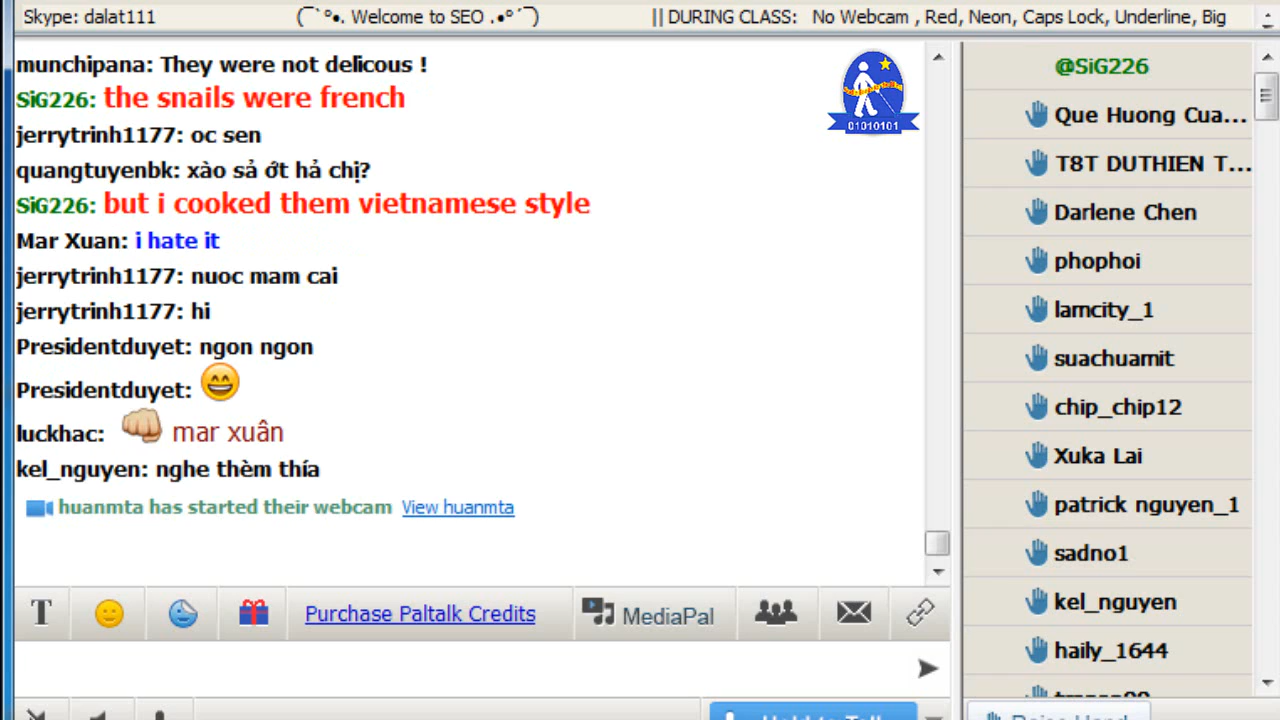 Skype: dalat111 (¯`°•. Welcome to SEO .•°´¯) || DURING CLASS: No Webcam , Red, Neon, Caps Lock, Underline, Big
munchipana: They were not delicous !
SiG226: the snails were french
jerrytrinh1177: oc sen
quangtuyenbk: xào sả ớt hả chị?
SiG226: but i cooked them vietnamese style
Mar Xuan: i hate it
jerrytrinh1177: nuoc mam cai
jerrytrinh1177: hi
Presidentduyet: ngon ngon
Presidentduyet: 😄
luckhac: 👊 mar xuân
kel_nguyen: nghe thèm thía
huanmta has started their webcam View huanmta
01010101
T Purchase Paltalk Credits MediaPal
@SiG226
Que Huong Cua...
T8T DUTHIEN T...
Darlene Chen
phophoi
lamcity_1
suachuamit
chip_chip12
Xuka Lai
patrick nguyen_1
sadno1
kel_nguyen
haily_1644